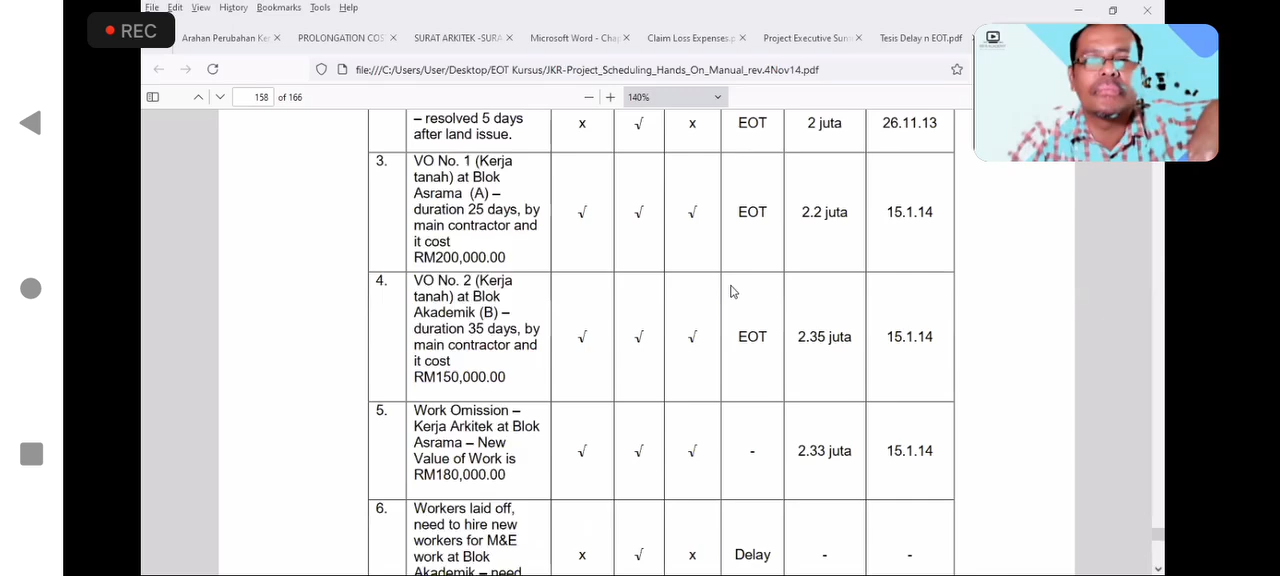 File Edit View History Bookmarks Tools Help
REC
Arahan Perubahan Ker
PROLONGATION COS
AT ARKITEK -SURA
Microsoft Word - Chap
Claim Loss Expenses.p
Project Executive Sum
Tesis Delay n EOT.pdf
file:///C:/Users/User/Desktop/EOT Kursus/JKR-Project_Scheduling_Hands_On_Manual_rev.4Nov14.pdf
158 of 166
140%
– resolved 5 days
after land issue.
x √ x EOT 2 juta 26.11.13
3. VO No. 1 (Kerja
tanah) at Blok
Asrama (A) –
duration 25 days, by
main contractor and
it cost
RM200,000.00
√ √ √ EOT 2.2 juta 15.1.14
4. VO No. 2 (Kerja
tanah) at Blok
Akademik (B) –
duration 35 days, by
main contractor and
it cost
RM150,000.00
√ √ √ EOT 2.35 juta 15.1.14
5. Work Omission –
Kerja Arkitek at Blok
Asrama – New
Value of Work is
RM180,000.00
√ √ √ - 2.33 juta 15.1.14
6. Workers laid off,
need to hire new
workers for M&E
work at Blok
Akademik – need
x √ x Delay - -